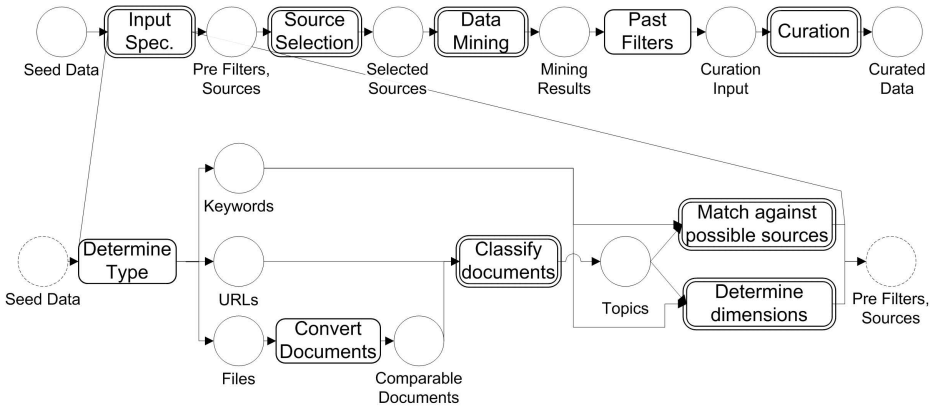 Input
Spec.
Source
Selection
Data
Mining
Past
Filters
Curation
Seed Data
Pre Filters,
Sources
Selected
Sources
Mining
Results
Curation
Input
Curated
Data
Keywords
Determine
Type
Seed Data
URLs
Convert
Documents
Files
Comparable
Documents
Classify
documents
Topics
Match against
possible sources
Determine
dimensions
Pre Filters,
Sources